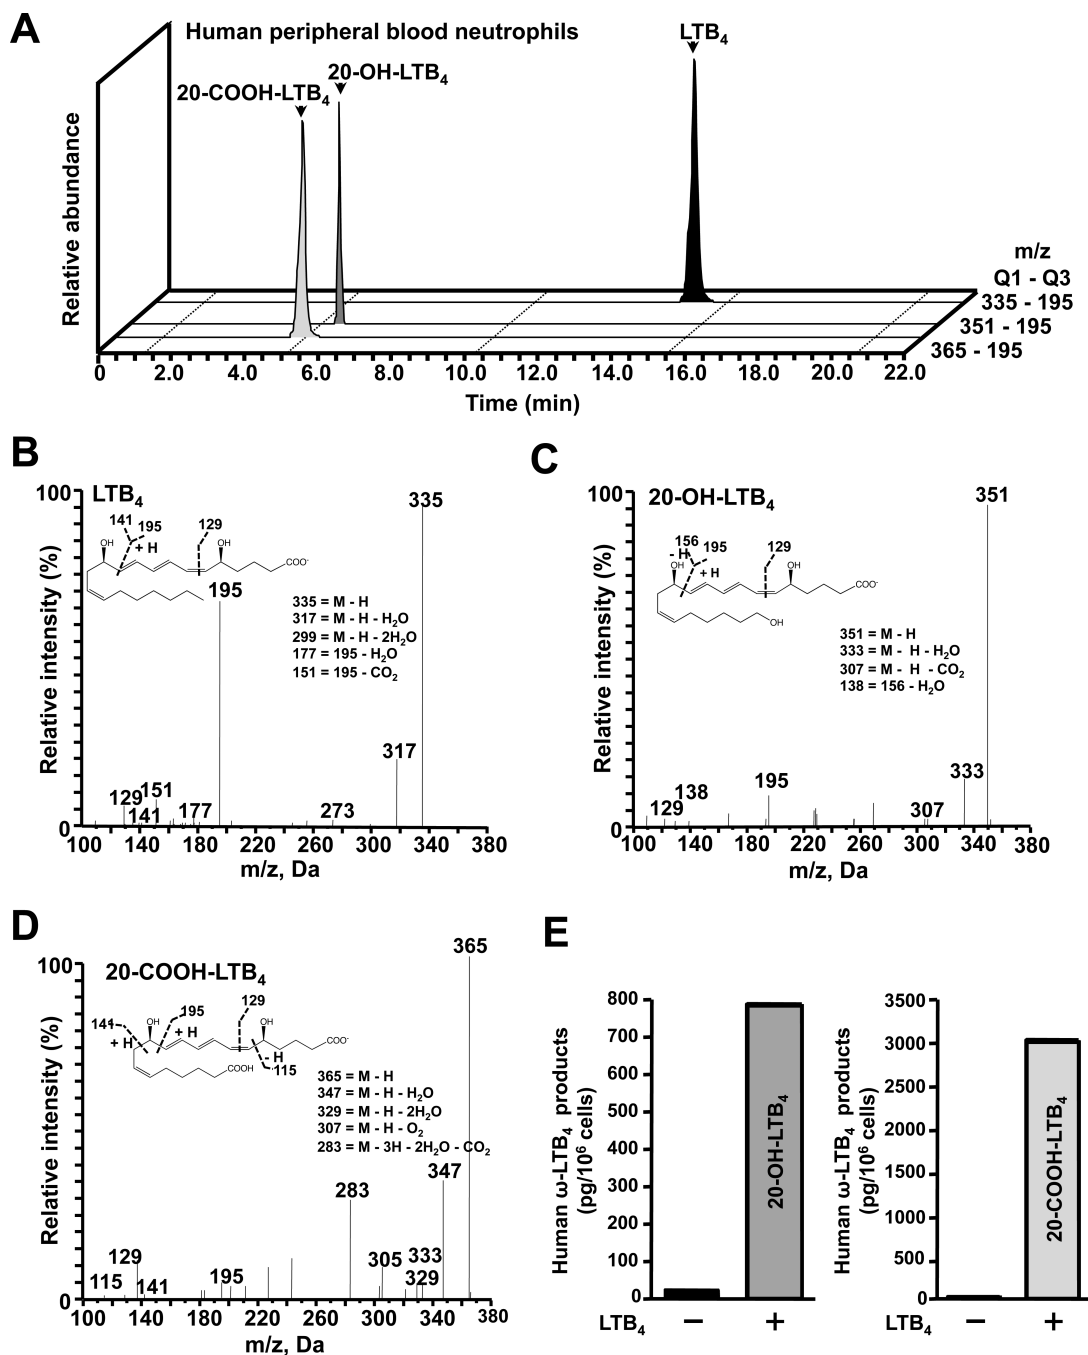 A
Human peripheral blood neutrophils
LTB4
20-OH-LTB4
20-COOH-LTB4
Relative abundance
m/z
Q1 - Q3
335 - 195
351 - 195
365 - 195
0 2.0 4.0 6.0 8.0 10.0 12.0 14.0 16.0 18.0 20.0 22.0
Time (min)
B
LTB4
Relative intensity (%)
100
0
141 195
+ H
129
OH OH
COO-
335
195
335 = M - H
317 = M - H - H2O
299 = M - H - 2H2O
177 = 195 - H2O
151 = 195 - CO2
317
129 151
141 177 273
100 140 180 220 260 300 340 380
m/z, Da
C
20-OH-LTB4
Relative intensity (%)
100
0
156 195
- H
+ H
129
OH OH
COO-
OH
351
351 = M - H
333 = M - H - H2O
307 = M - H - CO2
138 = 156 - H2O
333
195
138
129 307
100 140 180 220 260 300 340 380
m/z, Da
D
20-COOH-LTB4
Relative intensity (%)
100
0
365
195
+ H
129
141
+ H
OH OH
COO-
- H
115
COOH
365 = M - H
347 = M - H - H2O
329 = M - H - 2H2O
307 = M - H - O2
283 = M - 3H - 2H2O - CO2
347
283
305 333
329
129
115 141 195
100 140 180 220 260 300 340 380
m/z, Da
E
Human ω-LTB4 products
(pg/10^6 cells)
800
700
600
500
400
300
200
100
0
20-OH-LTB4
LTB4 − +
Human ω-LTB4 products
(pg/10^6 cells)
3500
3000
2500
2000
1500
1000
500
0
20-COOH-LTB4
LTB4 − +